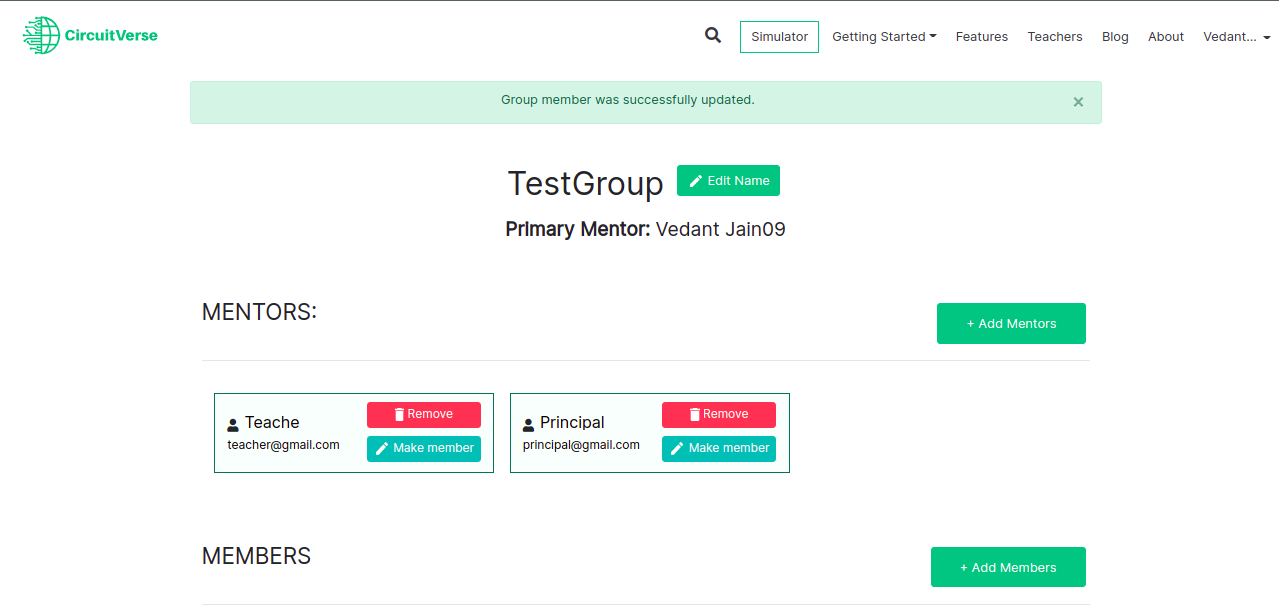 CircuitVerse
Simulator Getting Started Features Teachers Blog About Vedant...
Group member was successfully updated. ×
TestGroup Edit Name
Primary Mentor: Vedant Jain09
MENTORS:
+ Add Mentors
Teache
teacher@gmail.com
Remove
Make member
Principal
principal@gmail.com
Remove
Make member
MEMBERS
+ Add Members